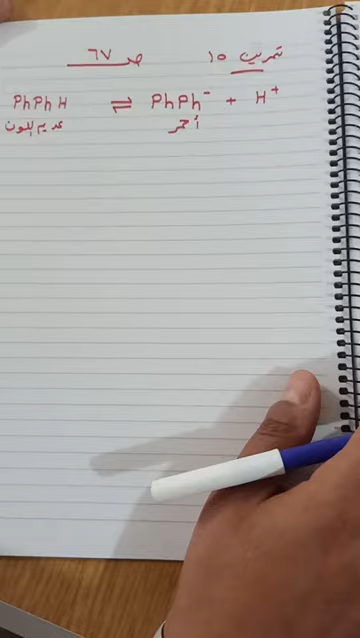 تمرين ١٥ ص ٦٧
PhPhH ⇌ PhPh⁻ + H⁺
عديم اللون أحمر